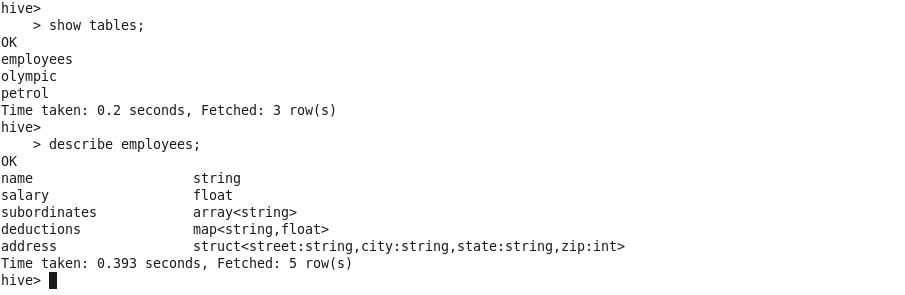 hive>
    > show tables;
OK
employees
olympic
petrol
Time taken: 0.2 seconds, Fetched: 3 row(s)
hive>
    > describe employees;
OK
name                    string
salary                  float
subordinates            array<string>
deductions              map<string,float>
address                 struct<street:string,city:string,state:string,zip:int>
Time taken: 0.393 seconds, Fetched: 5 row(s)
hive>